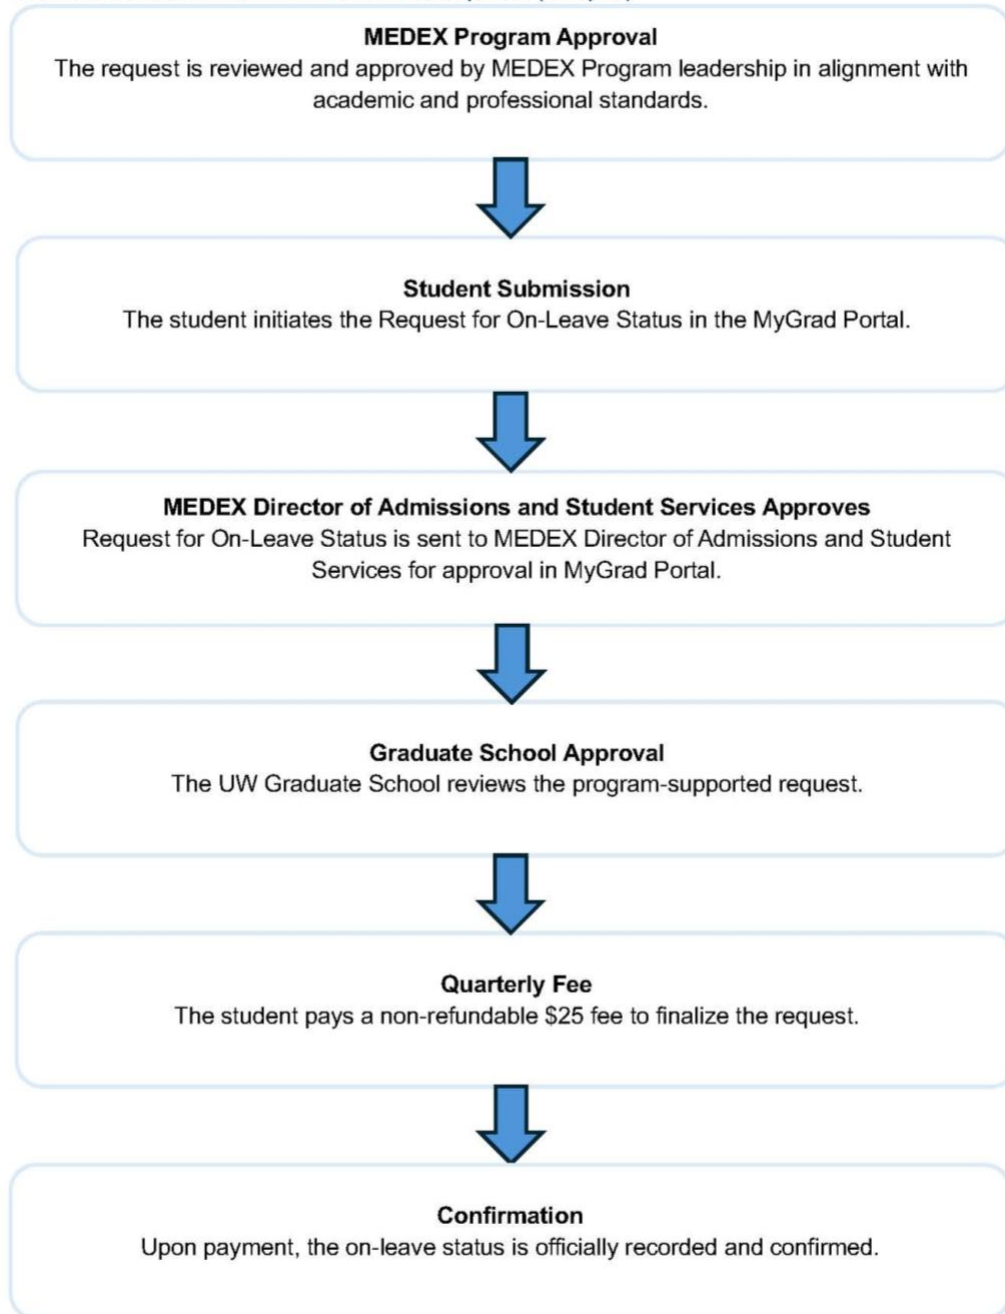 MEDEX Program Approval
The request is reviewed and approved by MEDEX Program leadership in alignment with
academic and professional standards.
Student Submission
The student initiates the Request for On-Leave Status in the MyGrad Portal.
MEDEX Director of Admissions and Student Services Approves
Request for On-Leave Status is sent to MEDEX Director of Admissions and Student
Services for approval in MyGrad Portal.
Graduate School Approval
The UW Graduate School reviews the program-supported request.
Quarterly Fee
The student pays a non-refundable $25 fee to finalize the request.
Confirmation
Upon payment, the on-leave status is officially recorded and confirmed.